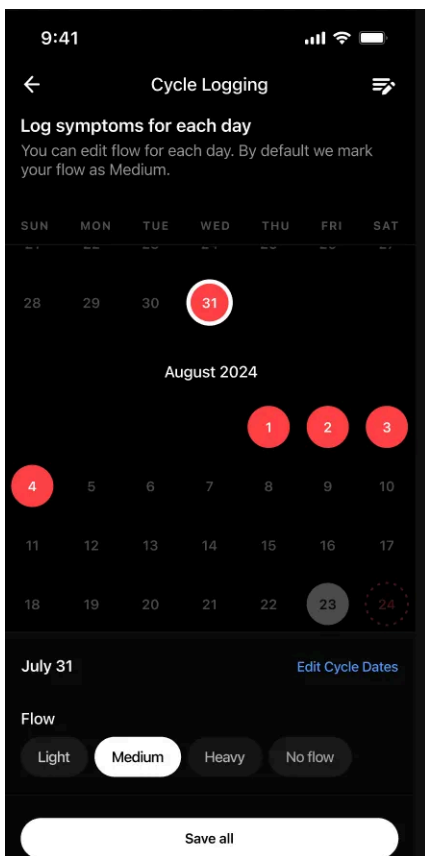 9:41
Cycle Logging
Log symptoms for each day
You can edit flow for each day. By default we mark
your flow as Medium.
SUN MON TUE WED THU FRI SAT
28 29 30 31
August 2024
1 2 3
4 5 6 7 8 9 10
11 12 13 14 15 16 17
18 19 20 21 22 23 24
July 31 Edit Cycle Dates
Flow
Light Medium Heavy No flow
Save all